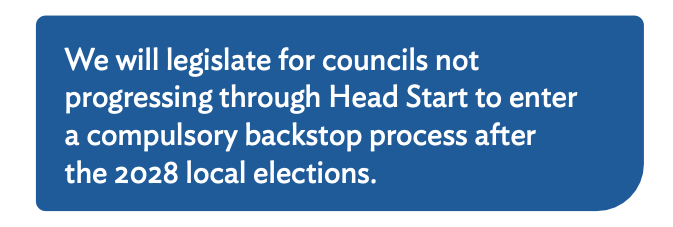 We will legislate for councils not
progressing through Head Start to enter
a compulsory backstop process after
the 2028 local elections.